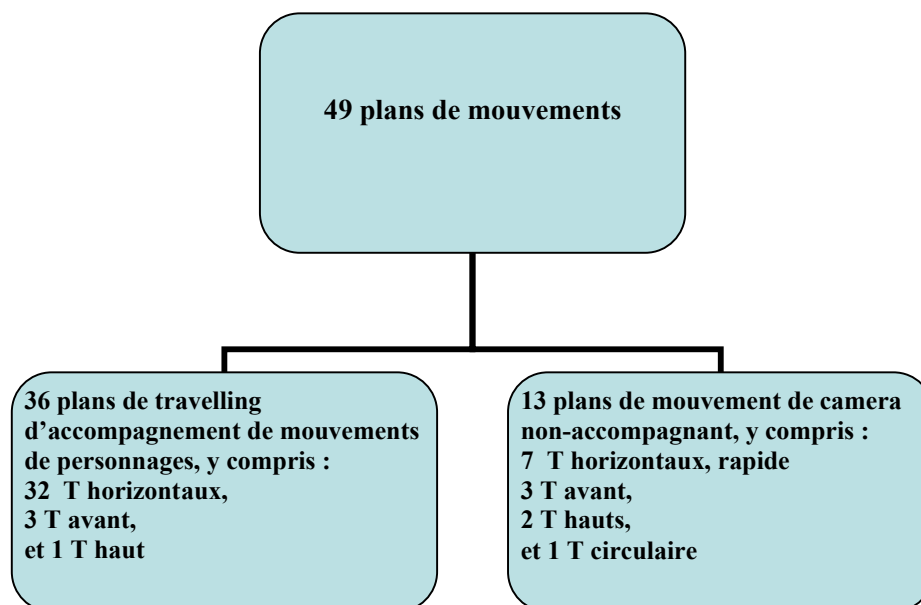 49 plans de mouvements
36 plans de travelling
d’accompagnement de mouvements
de personnages, y compris :
32  T horizontaux,
3 T avant,
et 1 T haut
13 plans de mouvement de camera
non-accompagnant, y compris :
7  T horizontaux, rapide
3 T avant,
2 T hauts,
et 1 T circulaire